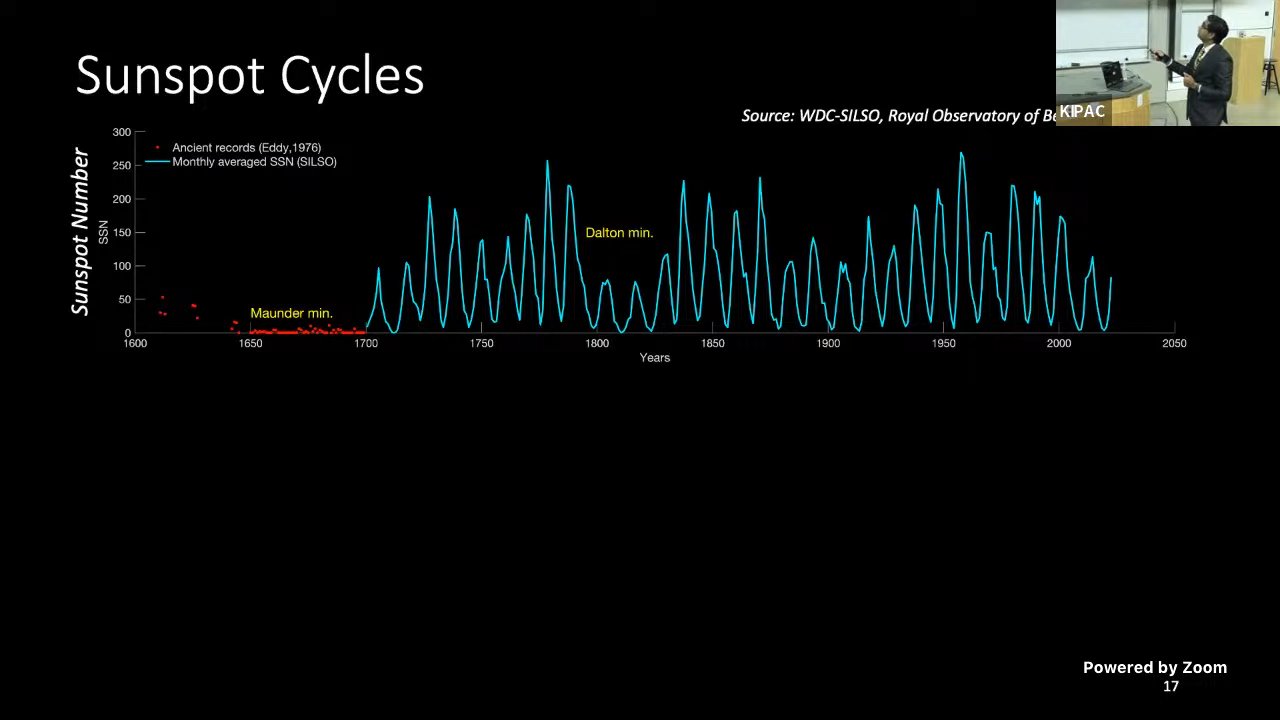 Sunspot Cycles
Source: WDC-SILSO, Royal Observatory of
KIPAC
Sunspot Number
SSN
300
250
200
150
100
50
0
Ancient records (Eddy,1976)
Monthly averaged SSN (SILSO)
Dalton min.
Maunder min.
1600 1650 1700 1750 1800 1850 1900 1950 2000 2050
Years
Powered by Zoom
17